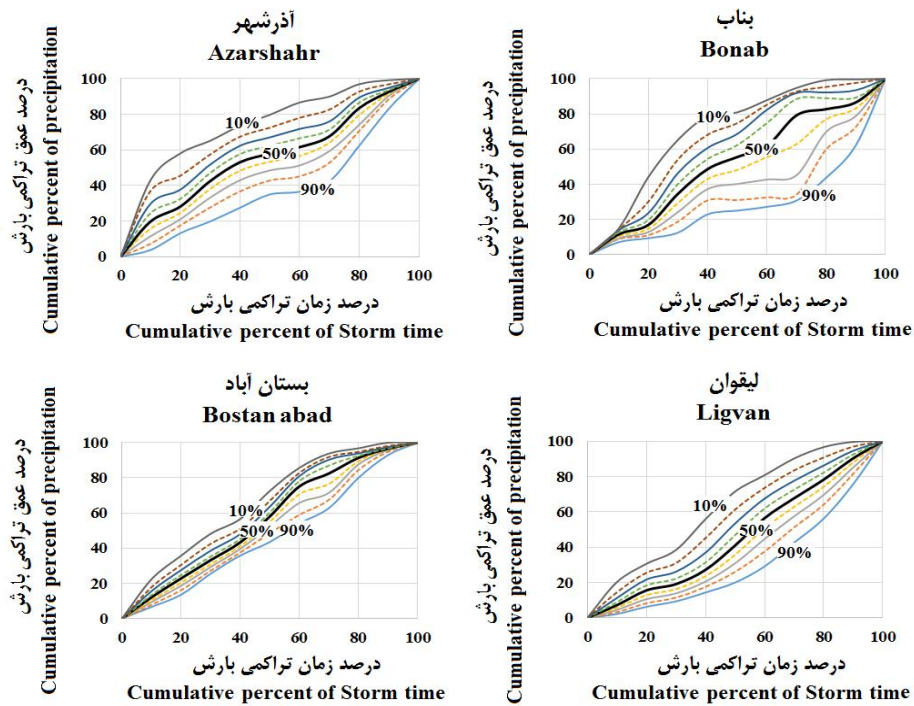 آذرشهر
Azarshahr
درصد عمق تراکمی بارش
Cumulative percent of precipitation
100
80
60
40
20
0
10%
50%
90%
0 20 40 60 80 100
درصد زمان تراکمی بارش
Cumulative percent of Storm time
بناب
Bonab
درصد عمق تراکمی بارش
Cumulative percent of precipitation
100
80
60
40
20
0
10%
50%
90%
0 20 40 60 80 100
درصد زمان تراکمی بارش
Cumulative percent of Storm time
بستان آباد
Bostan abad
درصد عمق تراکمی بارش
Cumulative percent of precipitation
100
80
60
40
20
0
10%
50%
90%
0 20 40 60 80 100
درصد زمان تراکمی بارش
Cumulative percent of Storm time
لیقوان
Ligvan
درصد عمق تراکمی بارش
Cumulative percent of precipitation
100
80
60
40
20
0
10%
50%
90%
0 20 40 60 80 100
درصد زمان تراکمی بارش
Cumulative percent of Storm time